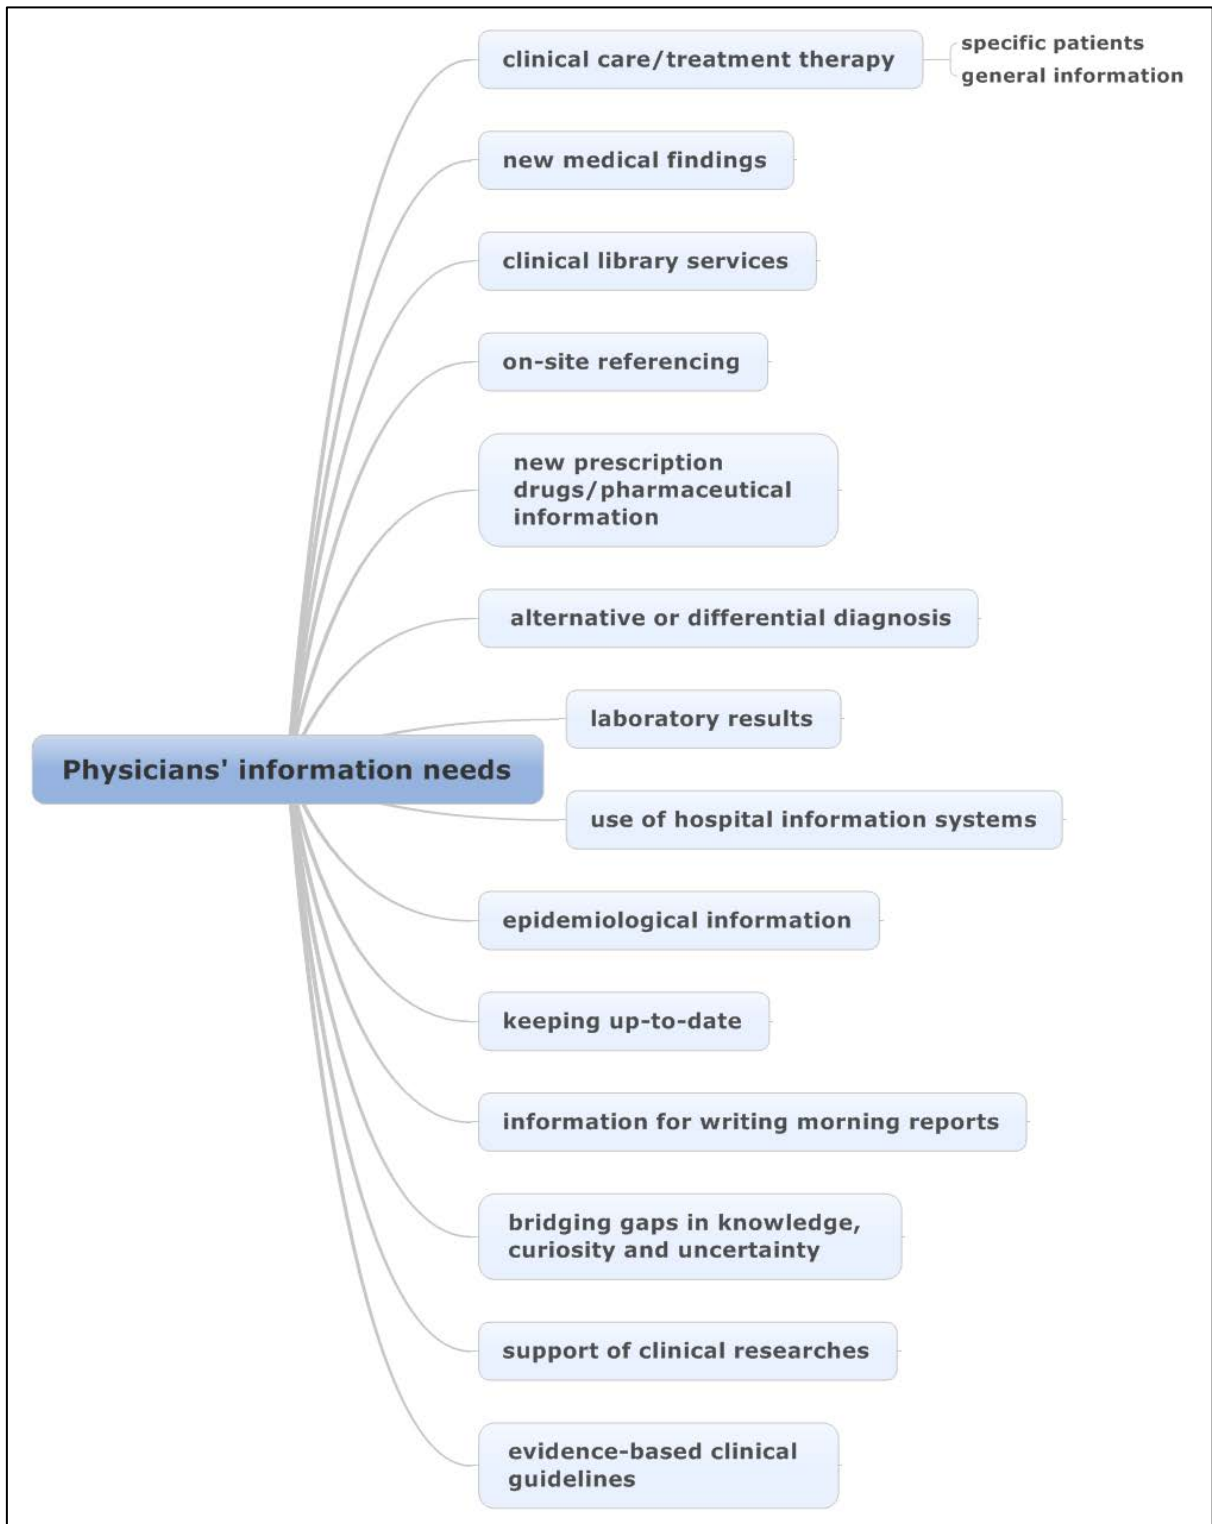 clinical care/treatment therapy
specific patients
general information
new medical findings
clinical library services
on-site referencing
new prescription
drugs/pharmaceutical
information
alternative or differential diagnosis
laboratory results
Physicians' information needs
use of hospital information systems
epidemiological information
keeping up-to-date
information for writing morning reports
bridging gaps in knowledge,
curiosity and uncertainty
support of clinical researches
evidence-based clinical
guidelines